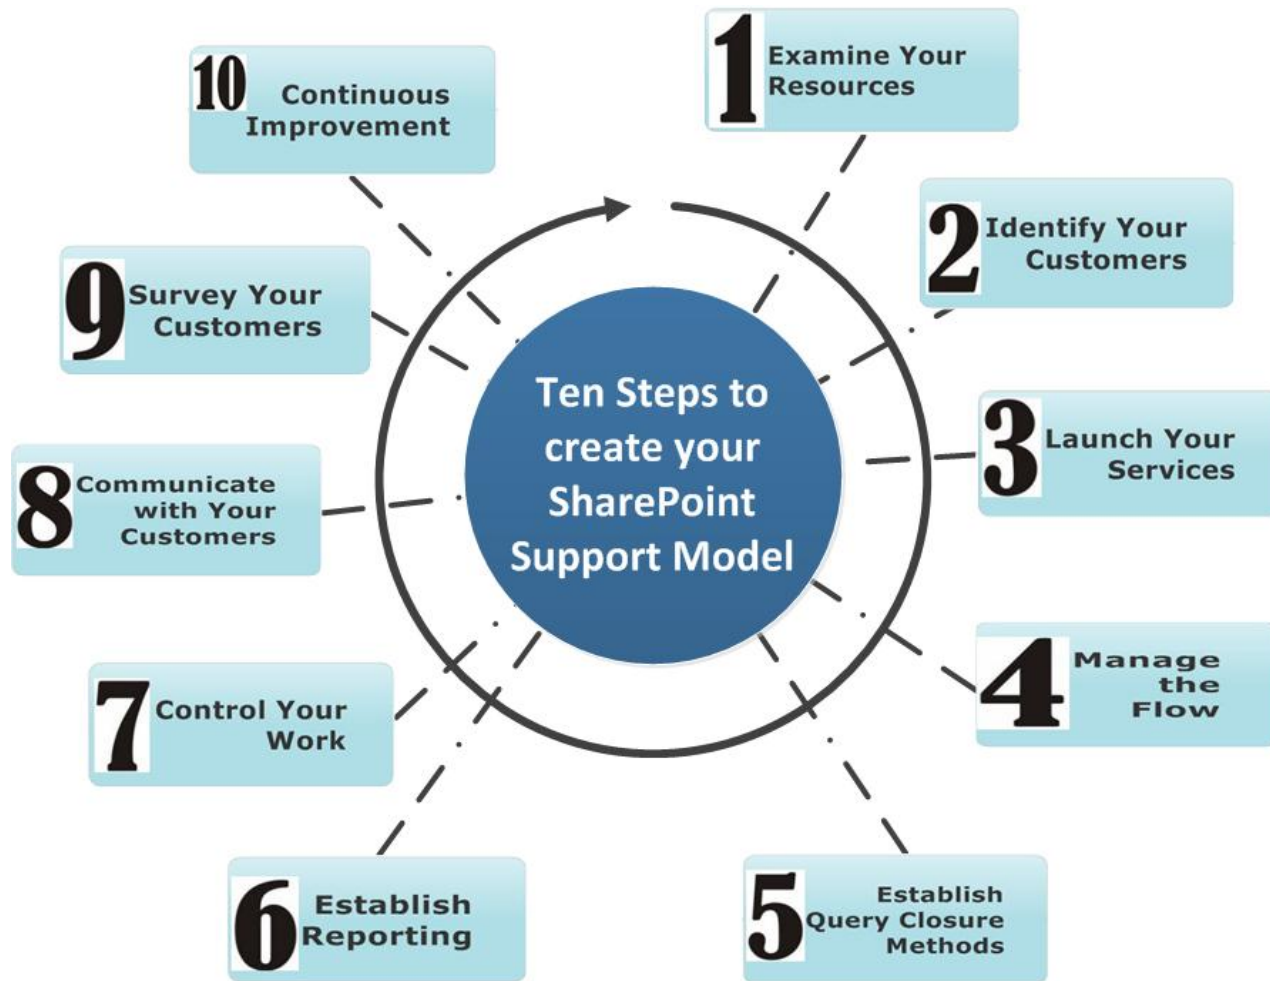 Ten Steps to
create your
SharePoint
Support Model
1
Examine Your
Resources
2
Identify Your
Customers
3
Launch Your
Services
4
Manage
the
Flow
5
Establish
Query Closure
Methods
6
Establish
Reporting
7
Control Your
Work
8
Communicate
with Your
Customers
9
Survey Your
Customers
10
Continuous
Improvement